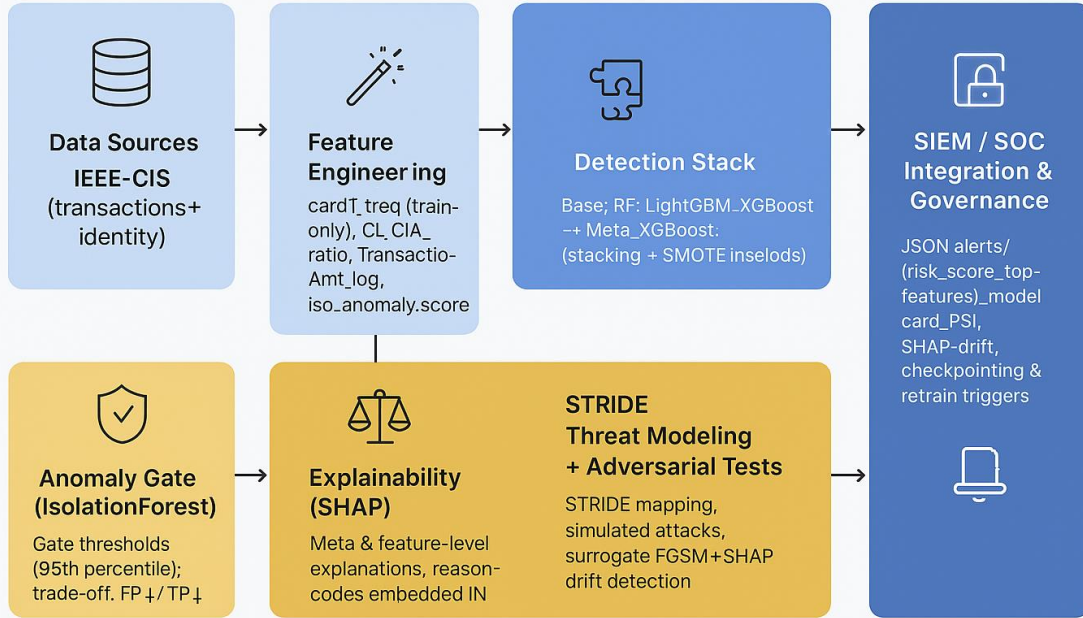 Data Sources
IEEE-CIS
(transactions+
identity)
Feature
Engineer ing
cardT_treq (train-
only), CL_CIA_
ratio, Transactio-
Amt_log,
iso_anomaly.score
Detection Stack
Base; RF: LightGBM_XGBoost
–+ Meta_XGBoost:
(stacking + SMOTE inselods)
SIEM / SOC
Integration &
Governance
JSON alerts/
(risk_score_top-
features)_model
card_PSI,
SHAP-drift,
checkpointing &
retrain triggers
Anomaly Gate
(IsolationForest)
Gate thresholds
(95th percentile);
trade-off. FP↓/TP↓
Explainability
(SHAP)
Meta & feature-level
explanations, reason-
codes embedded IN
STRIDE
Threat Modeling
+ Adversarial Tests
STRIDE mapping,
simulated attacks,
surrogate FGSM+SHAP
drift detection